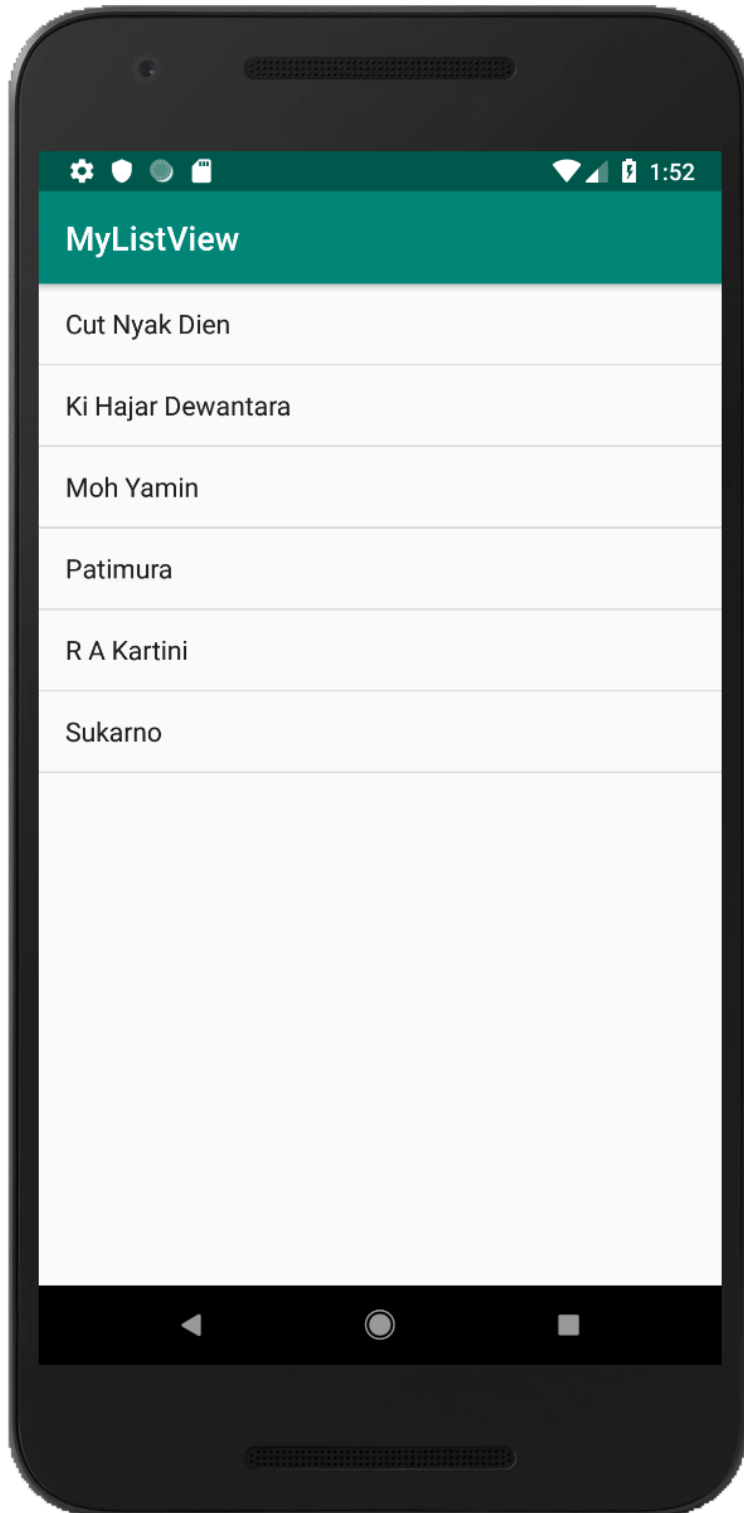 1:52
MyListView
Cut Nyak Dien
Ki Hajar Dewantara
Moh Yamin
Patimura
R A Kartini
Sukarno